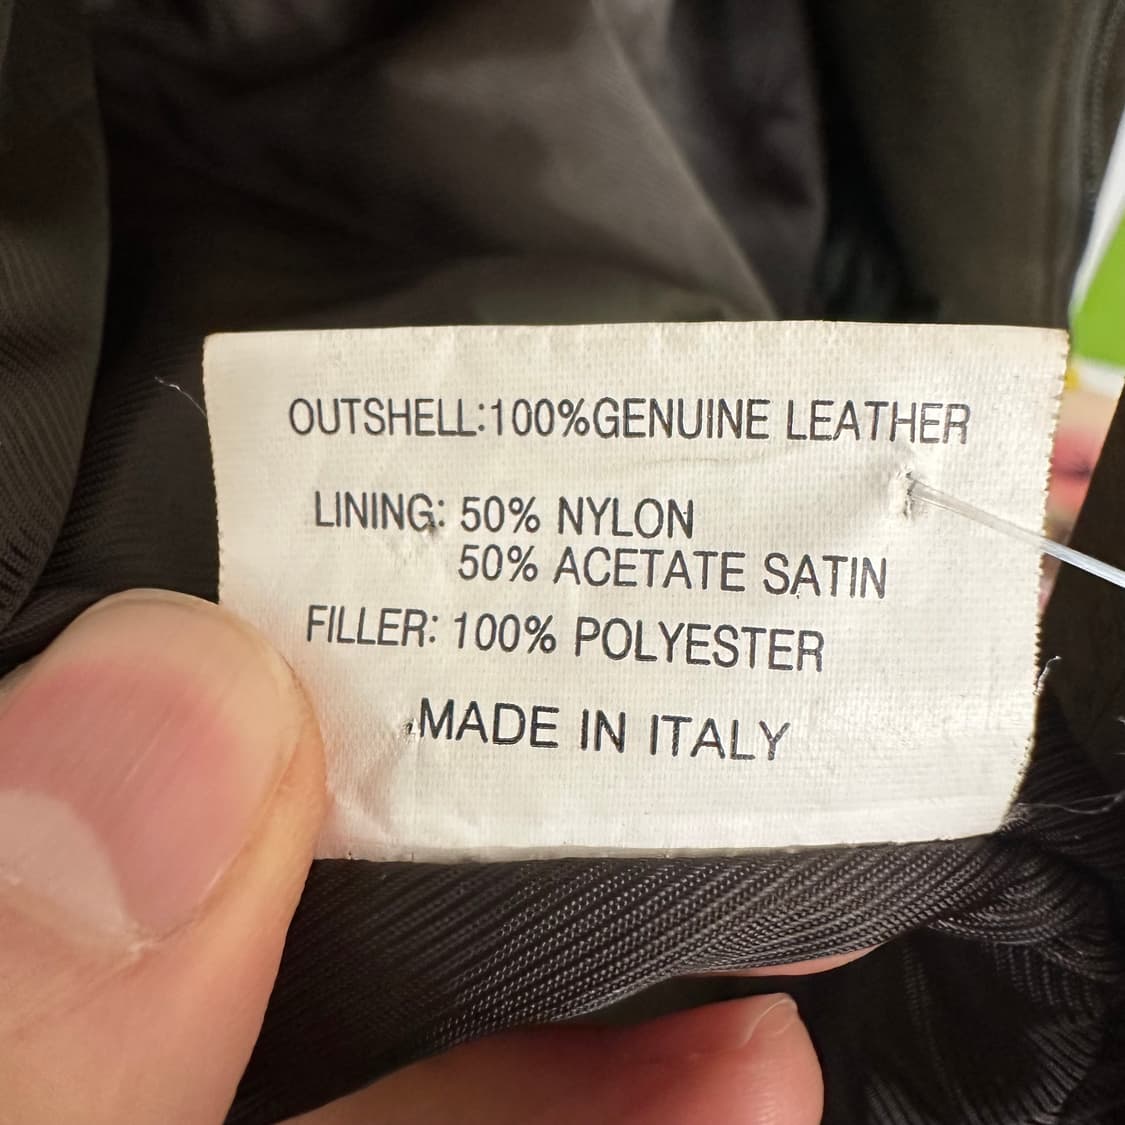 OUTSHELL:100%GENUINE LEATHER
LINING: 50% NYLON
50% ACETATE SATIN
FILLER: 100% POLYESTER
MADE IN ITALY